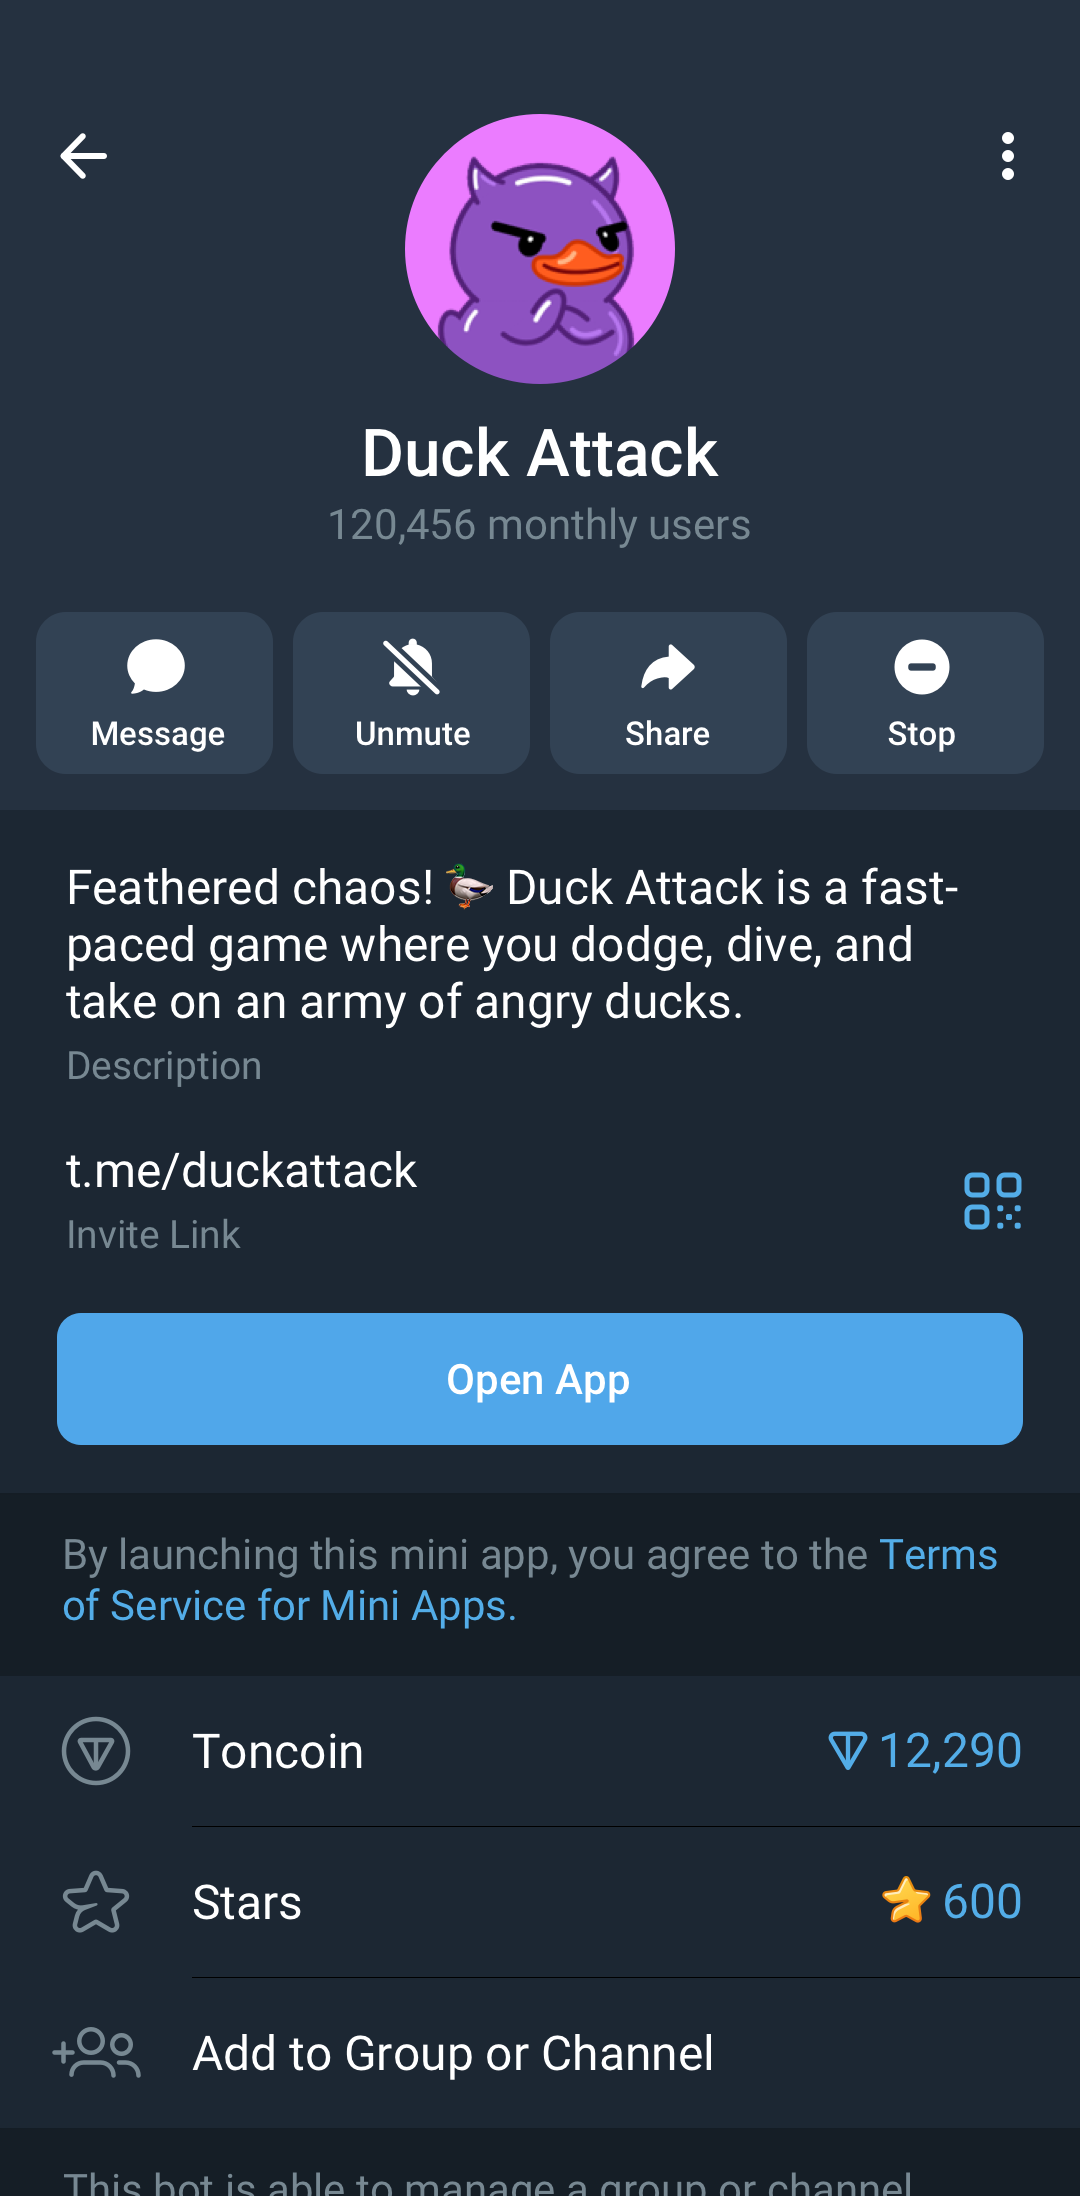 Duck Attack
120,456 monthly users
Message
Unmute
Share
Stop
Feathered chaos! 🦆 Duck Attack is a fast-
paced game where you dodge, dive, and
take on an army of angry ducks.
Description
t.me/duckattack
Invite Link
Open App
By launching this mini app, you agree to the Terms
of Service for Mini Apps.
Toncoin 12,290
Stars ⭐ 600
Add to Group or Channel
This bot is able to manage a group or channel